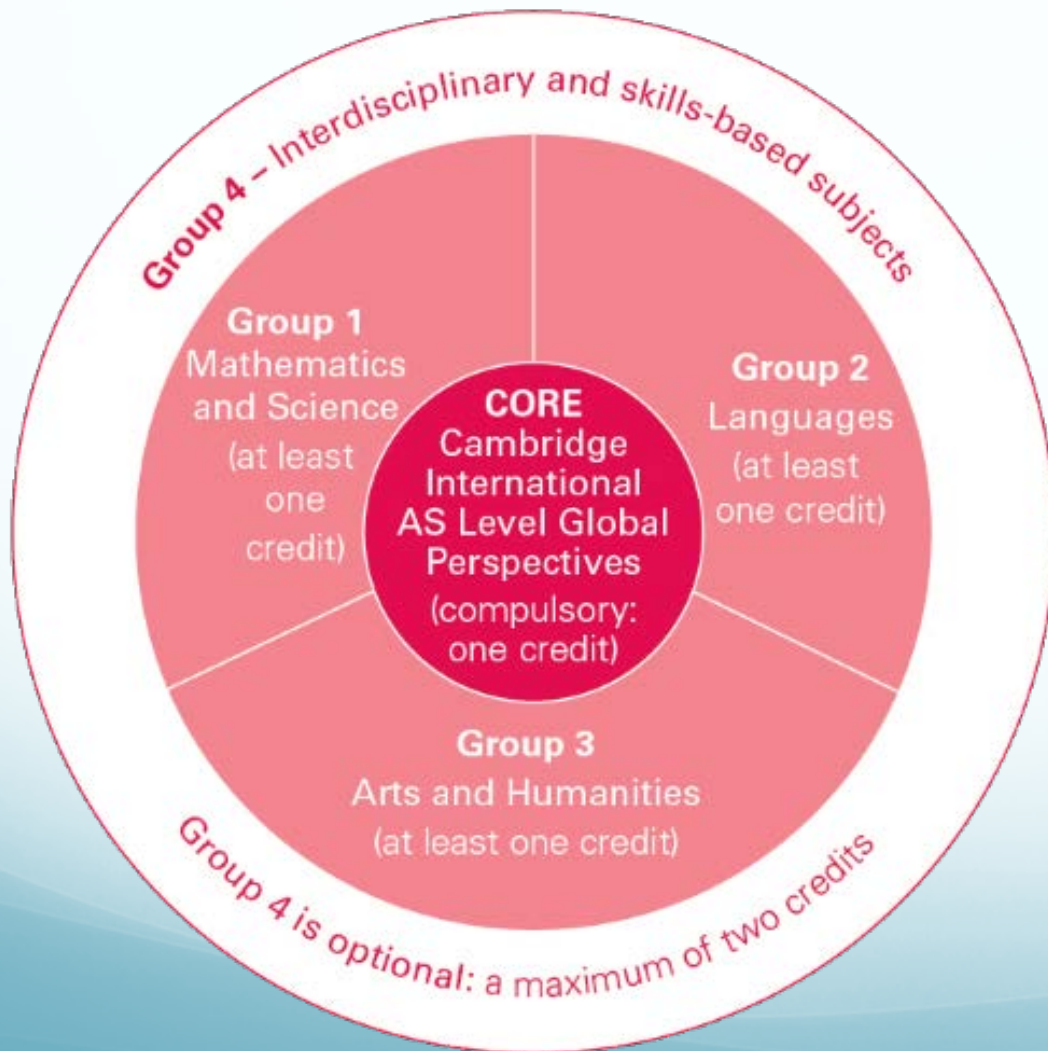 Group 4 – Interdisciplinary and skills-based subjects
Group 1
Mathematics
and Science
(at least
one
credit)
CORE
Cambridge
International
AS Level Global
Perspectives
(compulsory:
one credit)
Group 2
Languages
(at least
one credit)
Group 3
Arts and Humanities
(at least one credit)
Group 4 is optional: a maximum of two credits